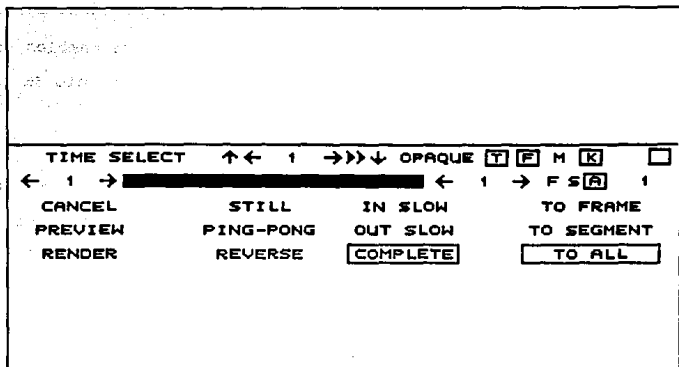 TIME SELECT ↑← 1 →>>↓ OPAQUE T F M K
← 1 → ← 1 → F S A 1
CANCEL STILL IN SLOW TO FRAME
PREVIEW PING-PONG OUT SLOW TO SEGMENT
RENDER REVERSE COMPLETE TO ALL